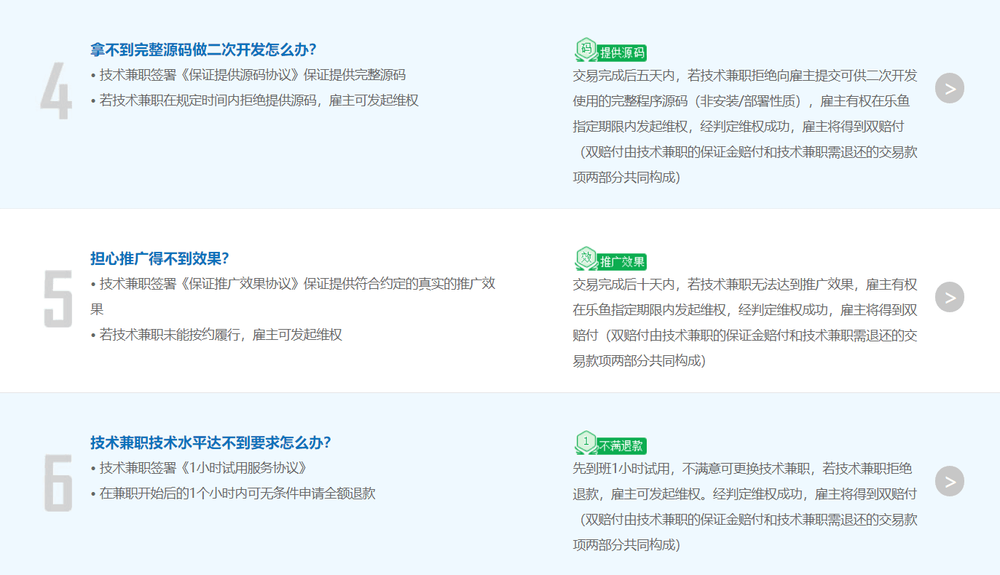 4
拿不到完整源码做二次开发怎么办？
• 技术兼职签署《保证提供源码协议》保证提供完整源码
• 若技术兼职在规定时间内拒绝提供源码，雇主可发起维权
码 提供源码
交易完成后五天内，若技术兼职拒绝向雇主提交可供二次开发
使用的完整程序源码（非安装/部署性质），雇主有权在乐鱼
指定期限内发起维权，经判定维权成功，雇主将得到双赔付
（双赔付由技术兼职的保证金赔付和技术兼职需退还的交易款
项两部分共同构成）
>
5
担心推广得不到效果？
• 技术兼职签署《保证推广效果协议》保证提供符合约定的真实的推广效
果
• 若技术兼职未能按约履行，雇主可发起维权
效 推广效果
交易完成后十天内，若技术兼职无法达到推广效果，雇主有权
在乐鱼指定期限内发起维权，经判定维权成功，雇主将得到双
赔付（双赔付由技术兼职的保证金赔付和技术兼职需退还的交
易款项两部分共同构成）
>
6
技术兼职技术水平达不到要求怎么办？
• 技术兼职签署《1小时试用服务协议》
• 在兼职开始后的1个小时内可无条件申请全额退款
1 不满退款
先到班1小时试用，不满意可更换技术兼职，若技术兼职拒绝
退款，雇主可发起维权。经判定维权成功，雇主将得到双赔付
（双赔付由技术兼职的保证金赔付和技术兼职需退还的交易款
项两部分共同构成）
>